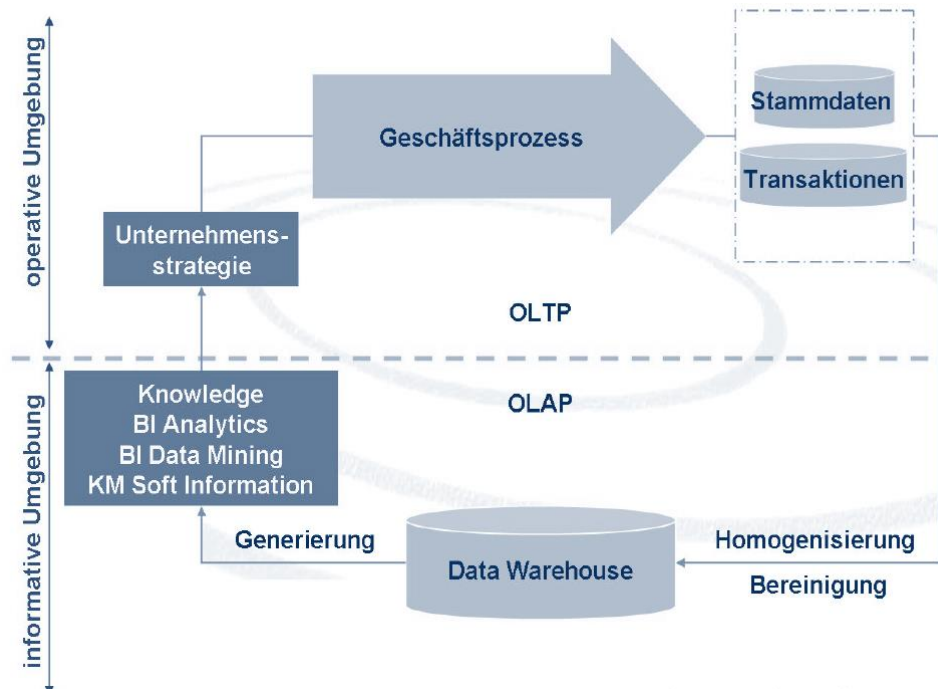 operative Umgebung
Geschäftsprozess
Stammdaten
Transaktionen
Unternehmens-
strategie
OLTP
informative Umgebung
OLAP
Knowledge
BI Analytics
BI Data Mining
KM Soft Information
Generierung
Data Warehouse
Homogenisierung
Bereinigung